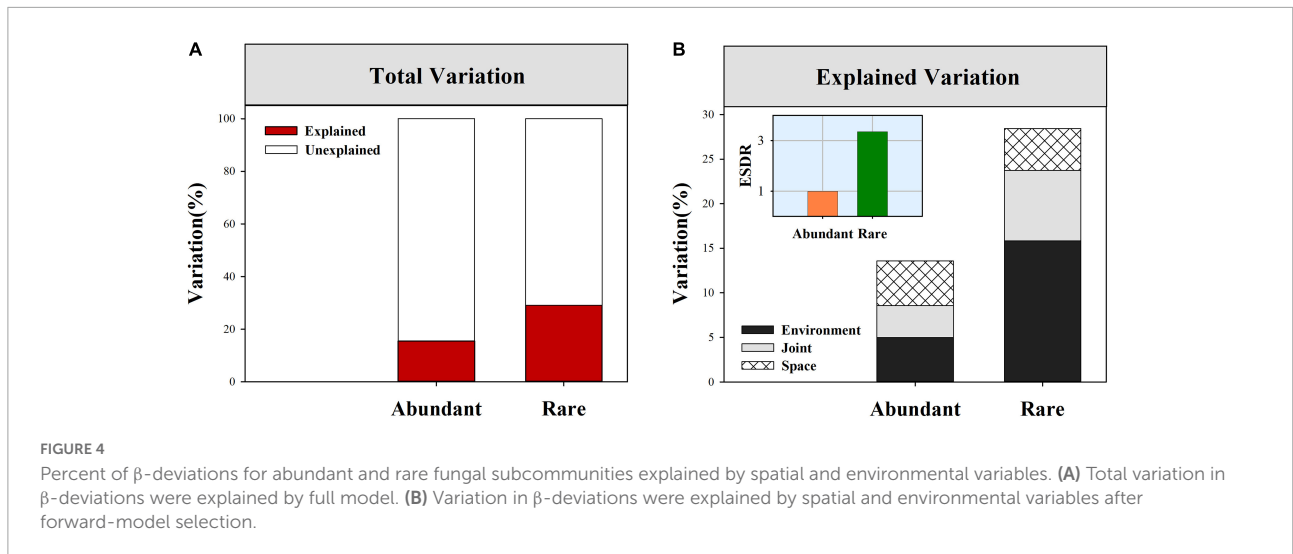 A
Total Variation
100
80
60
40
20
0
Variation(%)
Explained
Unexplained
Abundant Rare
B
Explained Variation
30
25
20
15
10
5
0
Variation(%)
3
1
ESDR
Abundant Rare
Environment
Joint
Space
Abundant Rare
FIGURE 4
Percent of β-deviations for abundant and rare fungal subcommunities explained by spatial and environmental variables. (A) Total variation in
β-deviations were explained by full model. (B) Variation in β-deviations were explained by spatial and environmental variables after
forward-model selection.